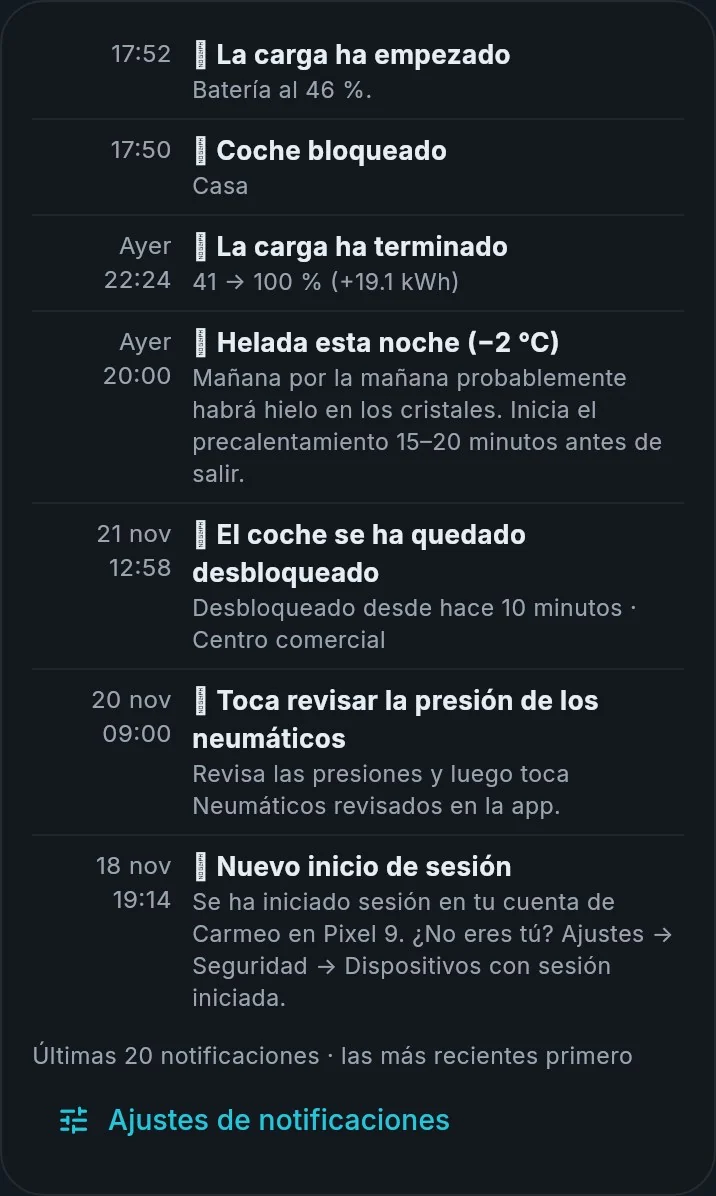 17:52 La carga ha empezado
Batería al 46 %.
17:50 Coche bloqueado
Casa
Ayer La carga ha terminado
22:24 41 → 100 % (+19.1 kWh)
Ayer Helada esta noche (−2 °C)
20:00 Mañana por la mañana probablemente
habrá hielo en los cristales. Inicia el
precalentamiento 15–20 minutos antes de
salir.
21 nov El coche se ha quedado
12:58 desbloqueado
Desbloqueado desde hace 10 minutos ·
Centro comercial
20 nov Toca revisar la presión de los
09:00 neumáticos
Revisa las presiones y luego toca
Neumáticos revisados en la app.
18 nov Nuevo inicio de sesión
19:14 Se ha iniciado sesión en tu cuenta de
Carmeo en Pixel 9. ¿No eres tú? Ajustes →
Seguridad → Dispositivos con sesión
iniciada.
Últimas 20 notificaciones · las más recientes primero
Ajustes de notificaciones